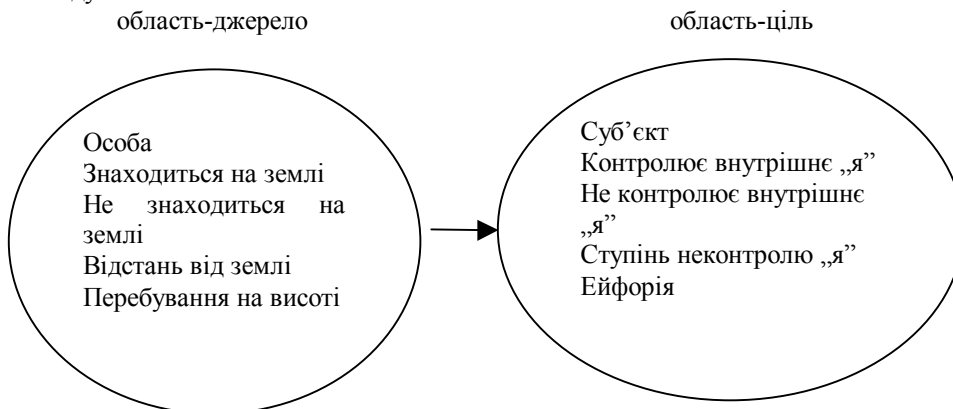 область-джерело область-ціль
Особа
Знаходиться на землі
Не знаходиться на
землі
Відстань від землі
Перебування на висоті
Суб’єкт
Контролює внутрішнє „я”
Не контролює внутрішнє
„я”
Ступінь неконтролю „я”
Ейфорія